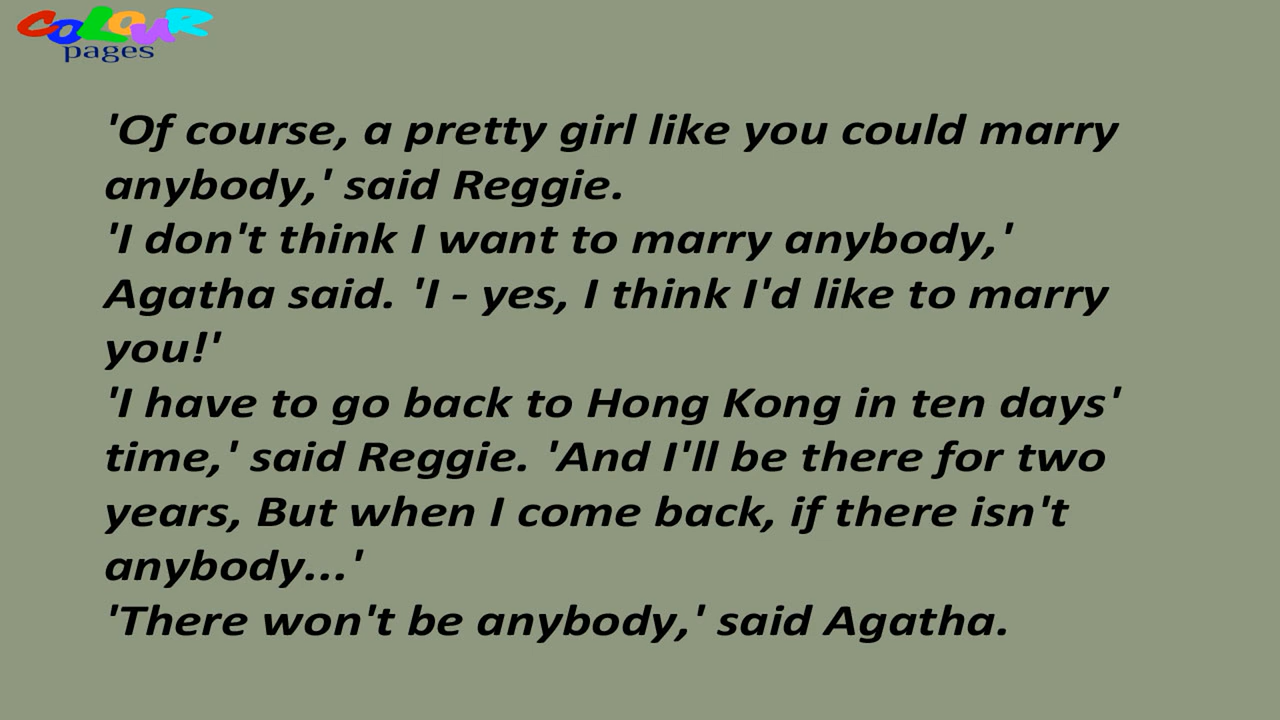 COLOUR
pages
'Of course, a pretty girl like you could marry
anybody,' said Reggie.
'I don't think I want to marry anybody,'
Agatha said. 'I - yes, I think I'd like to marry
you!'
'I have to go back to Hong Kong in ten days'
time,' said Reggie. 'And I'll be there for two
years, But when I come back, if there isn't
anybody...'
'There won't be anybody,' said Agatha.